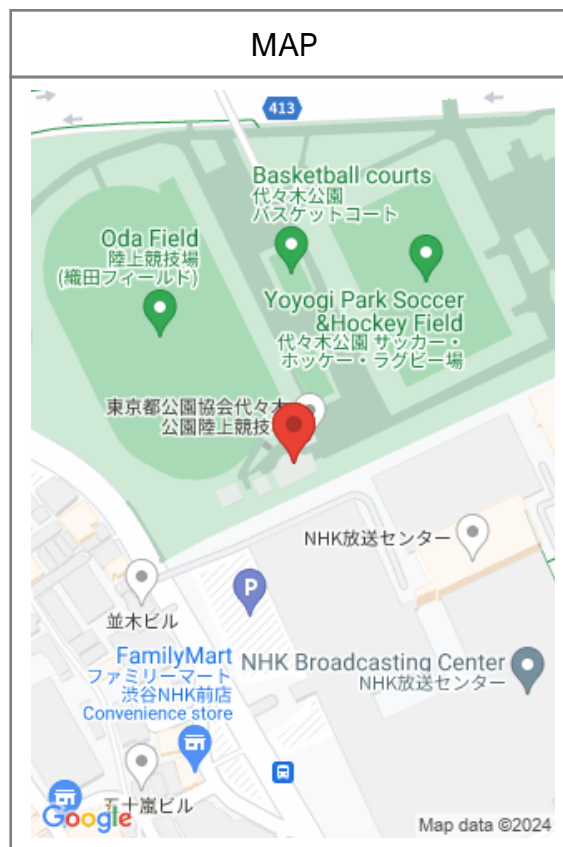 MAP
413
Basketball courts
代々木公園
バスケットコート
Oda Field
陸上競技場
(織田フィールド)
Yoyogi Park Soccer
&Hockey Field
代々木公園 サッカー・
ホッケー・ラグビー場
東京都公園協会代々木
公園陸上競技
NHK放送センター
P
並木ビル
FamilyMart
ファミリーマート
渋谷NHK前店
Convenience store
NHK Broadcasting Center
NHK放送センター
五十嵐ビル
Google
Map data ©2024